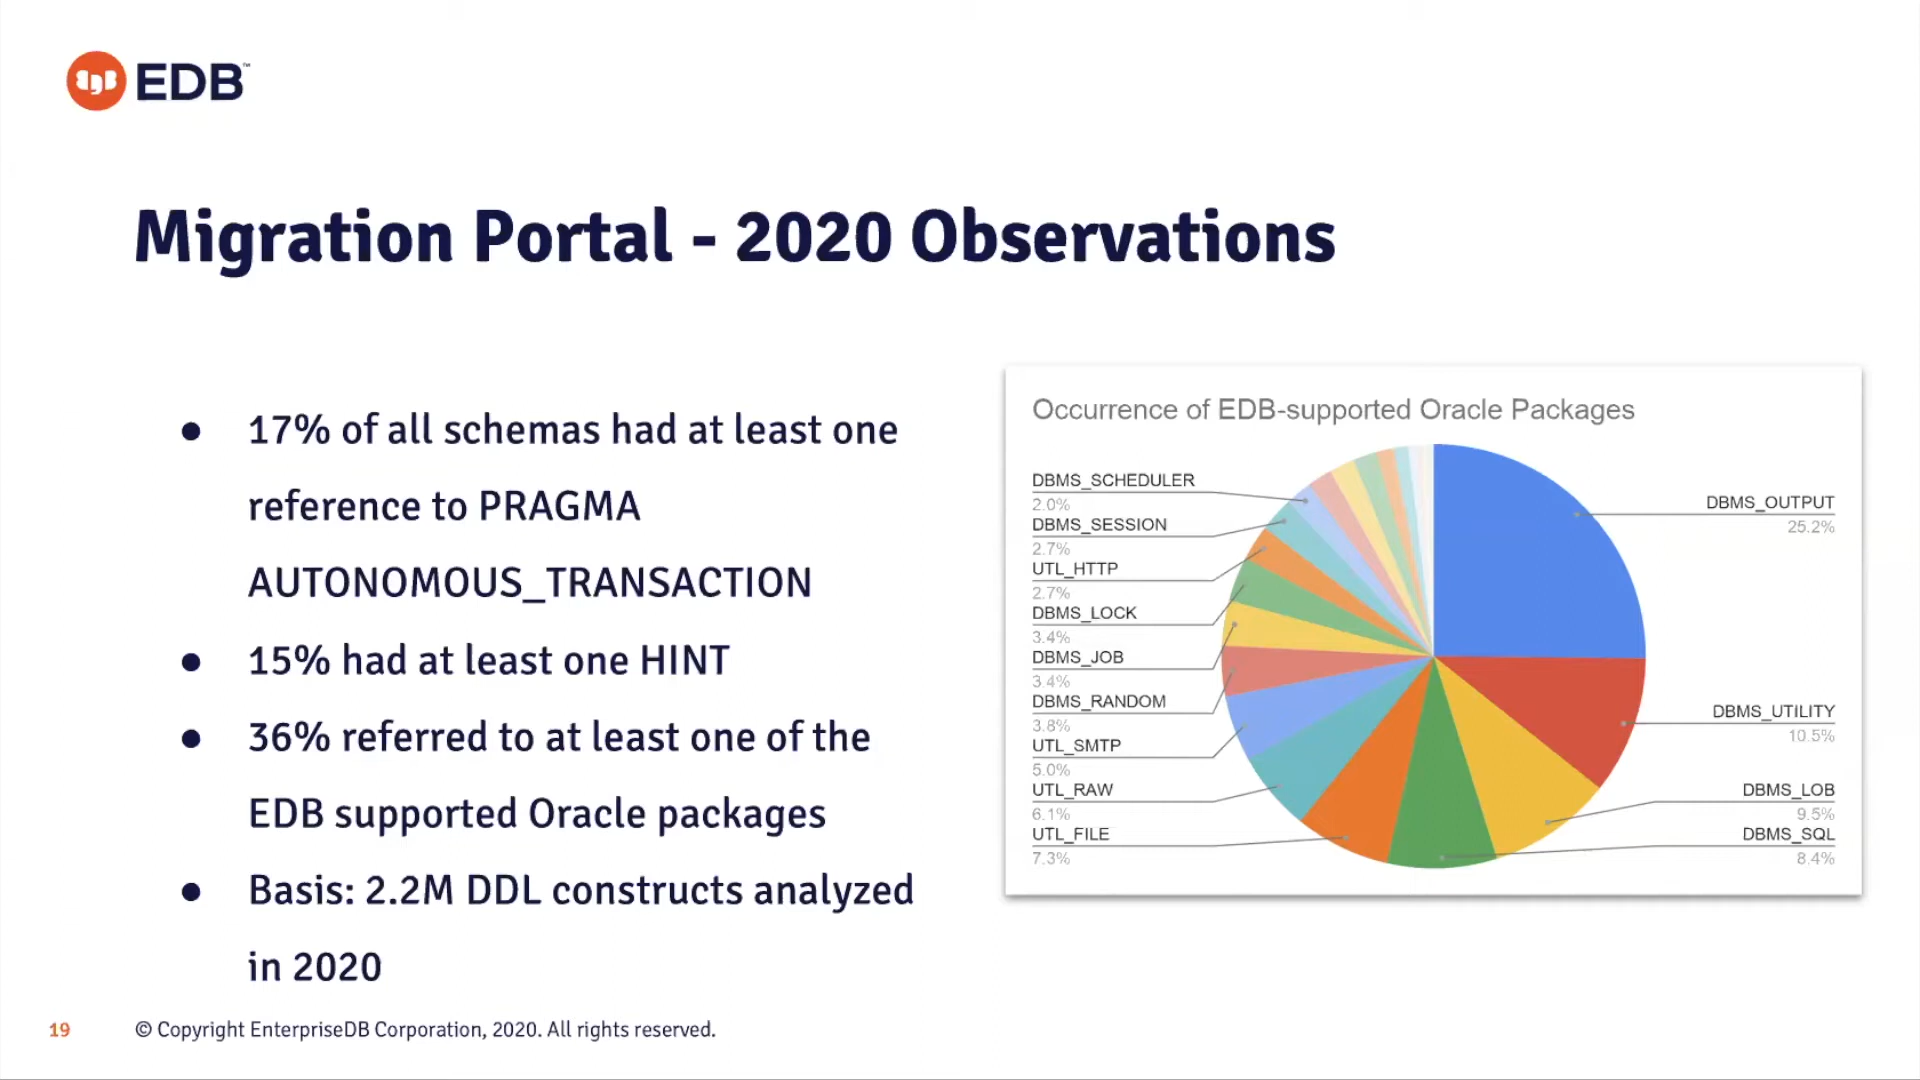 EDB™
Migration Portal - 2020 Observations
● 17% of all schemas had at least one
reference to PRAGMA
AUTONOMOUS_TRANSACTION
● 15% had at least one HINT
● 36% referred to at least one of the
EDB supported Oracle packages
● Basis: 2.2M DDL constructs analyzed
in 2020
Occurrence of EDB-supported Oracle Packages
DBMS_SCHEDULER
2.0%
DBMS_SESSION
2.7%
UTL_HTTP
2.7%
DBMS_LOCK
3.4%
DBMS_JOB
3.4%
DBMS_RANDOM
3.8%
UTL_SMTP
5.0%
UTL_RAW
6.1%
UTL_FILE
7.3%
DBMS_OUTPUT
25.2%
DBMS_UTILITY
10.5%
DBMS_LOB
9.5%
DBMS_SQL
8.4%
19 © Copyright EnterpriseDB Corporation, 2020. All rights reserved.